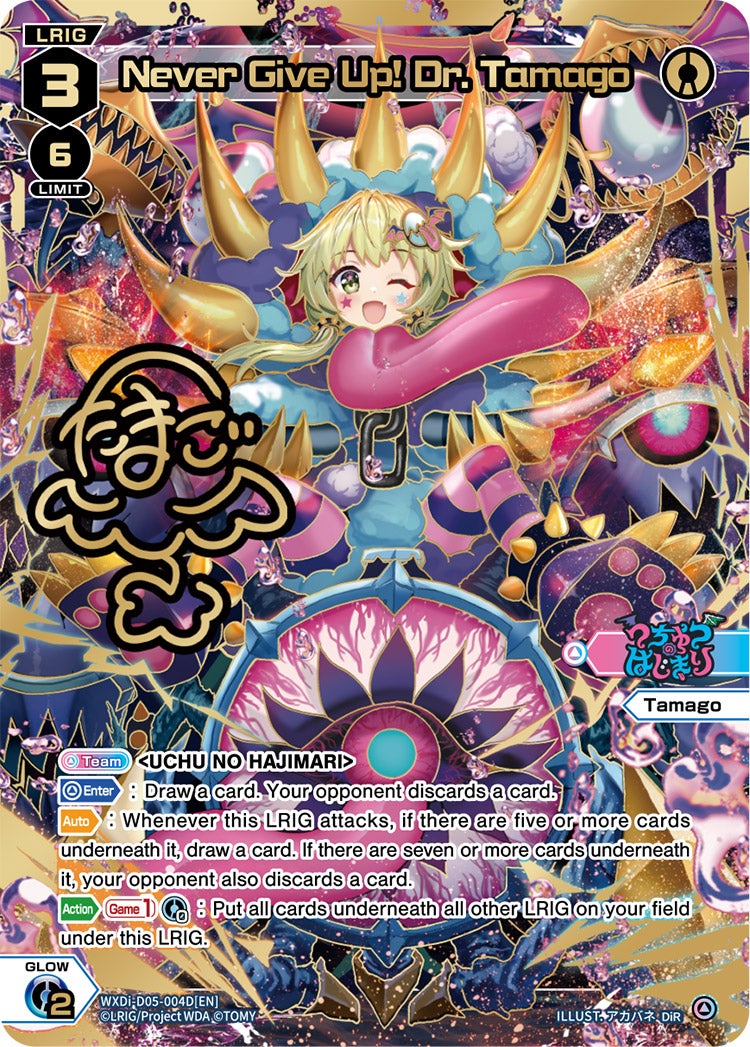 LRIG
3
Never Give Up! Dr. Tamago
6
LIMIT
たまご
うちゅうの
はじまり
Tamago
Team <UCHU NO HAJIMARI>
Enter : Draw a card. Your opponent discards a card.
Auto : Whenever this LRIG attacks, if there are five or more cards
underneath it, draw a card. If there are seven or more cards underneath
it, your opponent also discards a card.
Action Game 1 0 : Put all cards underneath all other LRIG on your field
under this LRIG.
GLOW
2
WXDi-D05-004D[EN]
©LRIG/Project WDA ©TOMY
ILLUST. アカバネ DiR